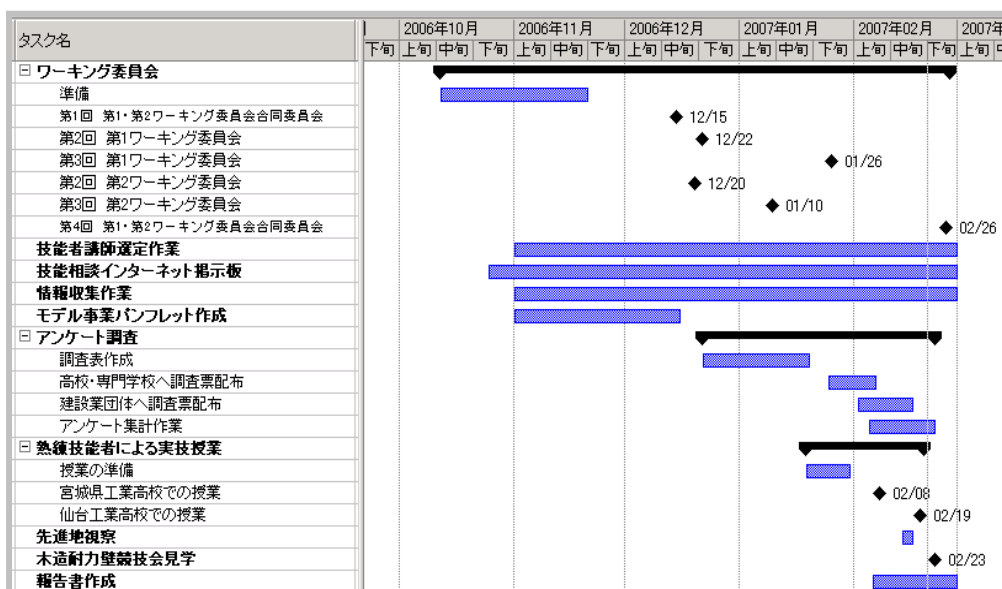 タスク名
2006年10月 2006年11月 2006年12月 2007年01月 2007年02月 2007年
下旬 上旬 中旬 下旬 上旬 中旬 下旬 上旬 中旬 下旬 上旬 中旬 下旬 上旬 中旬 下旬 上旬
ワーキング委員会
準備
第1回 第1・第2ワーキング委員会合同委員会 12/15
第2回 第1ワーキング委員会 12/22
第3回 第1ワーキング委員会 01/26
第2回 第2ワーキング委員会 12/20
第3回 第2ワーキング委員会 01/10
第4回 第1・第2ワーキング委員会合同委員会 02/26
技能者講師選定作業
技能相談インターネット掲示板
情報収集作業
モデル事業パンフレット作成
アンケート調査
調査表作成
高校・専門学校へ調査票配布
建設業団体へ調査票配布
アンケート集計作業
熟練技能者による実技授業
授業の準備
宮城県工業高校での授業 02/08
仙台工業高校での授業 02/19
先進地視察
木造耐力壁競技会見学 02/23
報告書作成